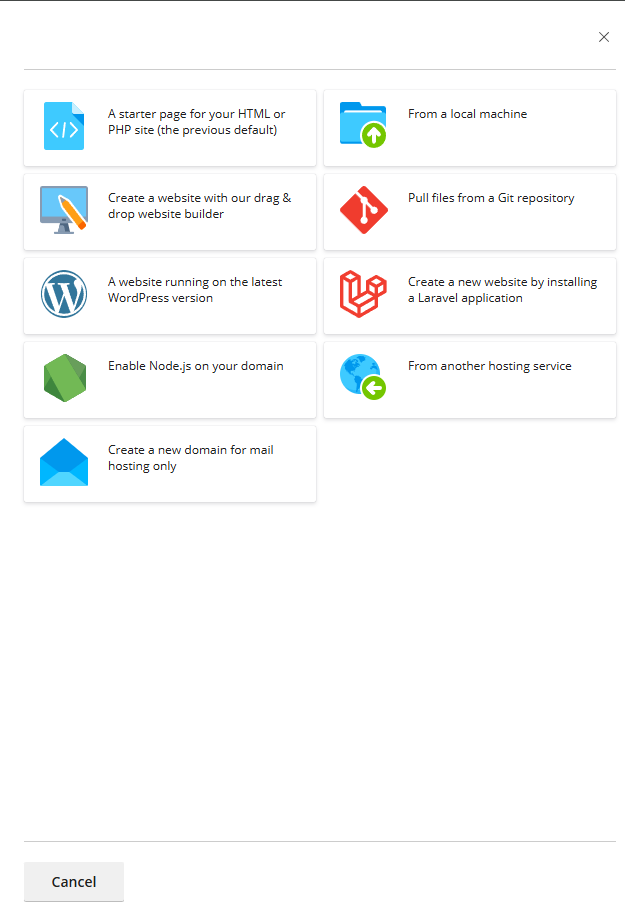 A starter page for your HTML or
PHP site (the previous default)
From a local machine
Create a website with our drag &
drop website builder
Pull files from a Git repository
A website running on the latest
WordPress version
Create a new website by installing
a Laravel application
Enable Node.js on your domain
From another hosting service
Create a new domain for mail
hosting only
Cancel